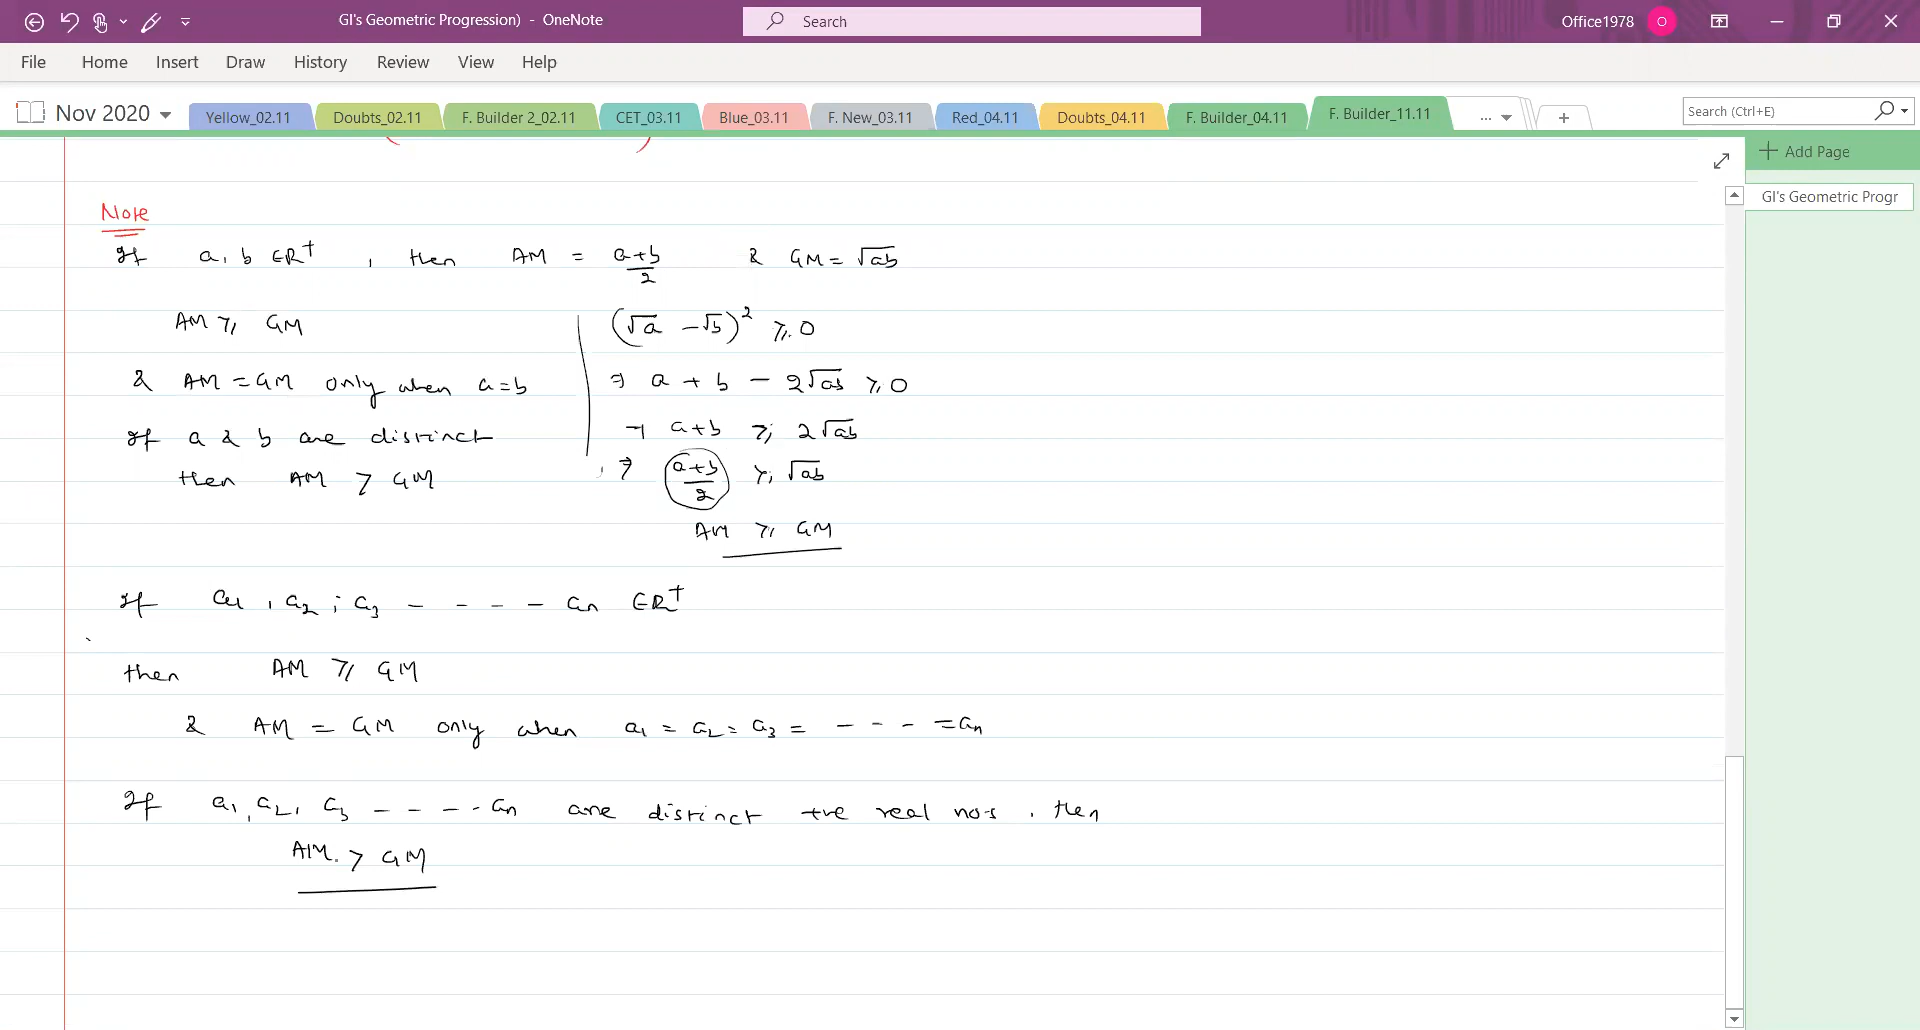 GI's Geometric Progression) - OneNote
Search
Office1978
O
File Home Insert Draw History Review View Help
Nov 2020
Yellow_02.11 Doubts_02.11 F. Builder 2_02.11 CET_03.11 Blue_03.11 F. New_03.11 Red_04.11 Doubts_04.11 F. Builder_04.11 F. Builder_11.11 ... +
Search (Ctrl+E)
+ Add Page
GI's Geometric Progr
Note
If a, b ∈R⁺, then AM = (a+b)/2 & GM = √ab
AM ≥ GM
& AM = GM only when a=b
If a & b are distinct
then AM > GM
(√a - √b)² ≥ 0
⇒ a + b - 2√ab ≥ 0
⇒ a+b ≥ 2√ab
⇒ (a+b)/2 ≥ √ab
AM ≥ GM
If a₁, a₂, a₃ - - - - an ∈R⁺
then AM ≥ GM
& AM = GM only when a₁ = a₂ = a₃ = - - - = an
If a₁, a₂, a₃ - - - - an are distinct +ve real nos, then
AM > GM